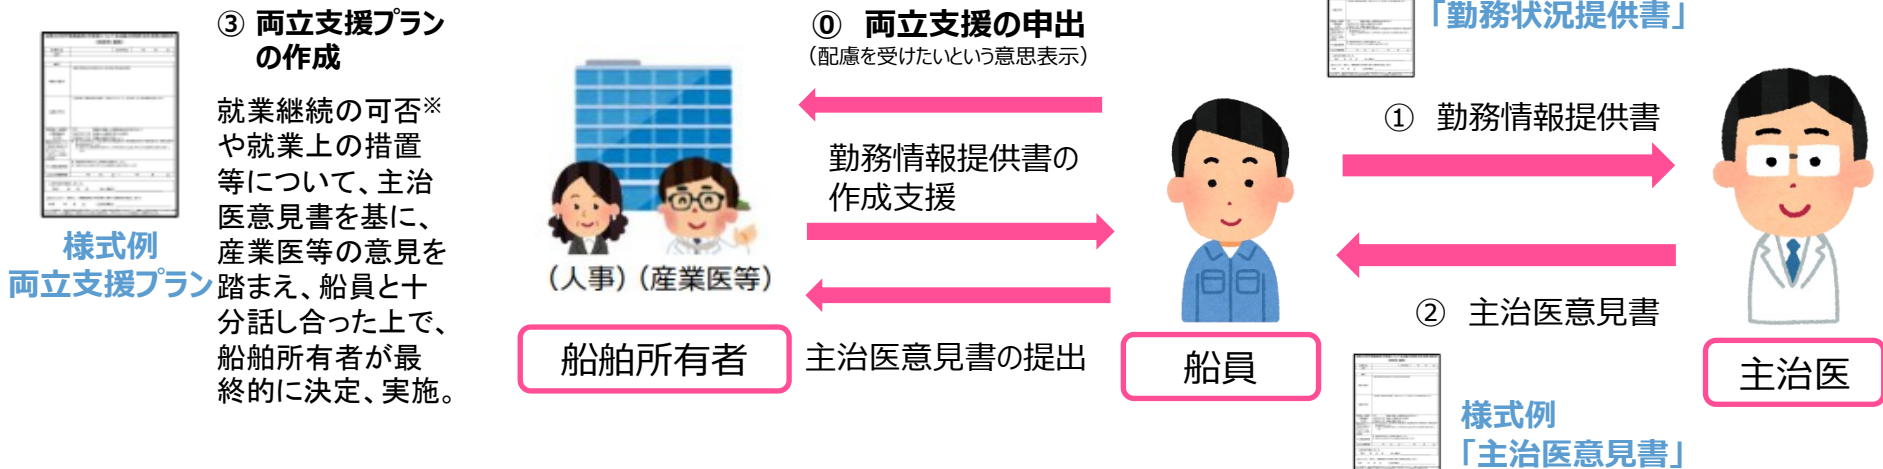 ③ 両立支援プラン
の作成
就業継続の可否※
や就業上の措置
等について、主治
医意見書を基に、
産業医等の意見を
踏まえ、船員と十
分話し合った上で、
船舶所有者が最
終的に決定、実施。
様式例
両立支援プラン
⓪ 両立支援の申出
（配慮を受けたいという意思表示）
勤務情報提供書の
作成支援
（人事）（産業医等）
船舶所有者
主治医意見書の提出
船員
「勤務状況提供書」
① 勤務情報提供書
② 主治医意見書
主治医
様式例
「主治医意見書」